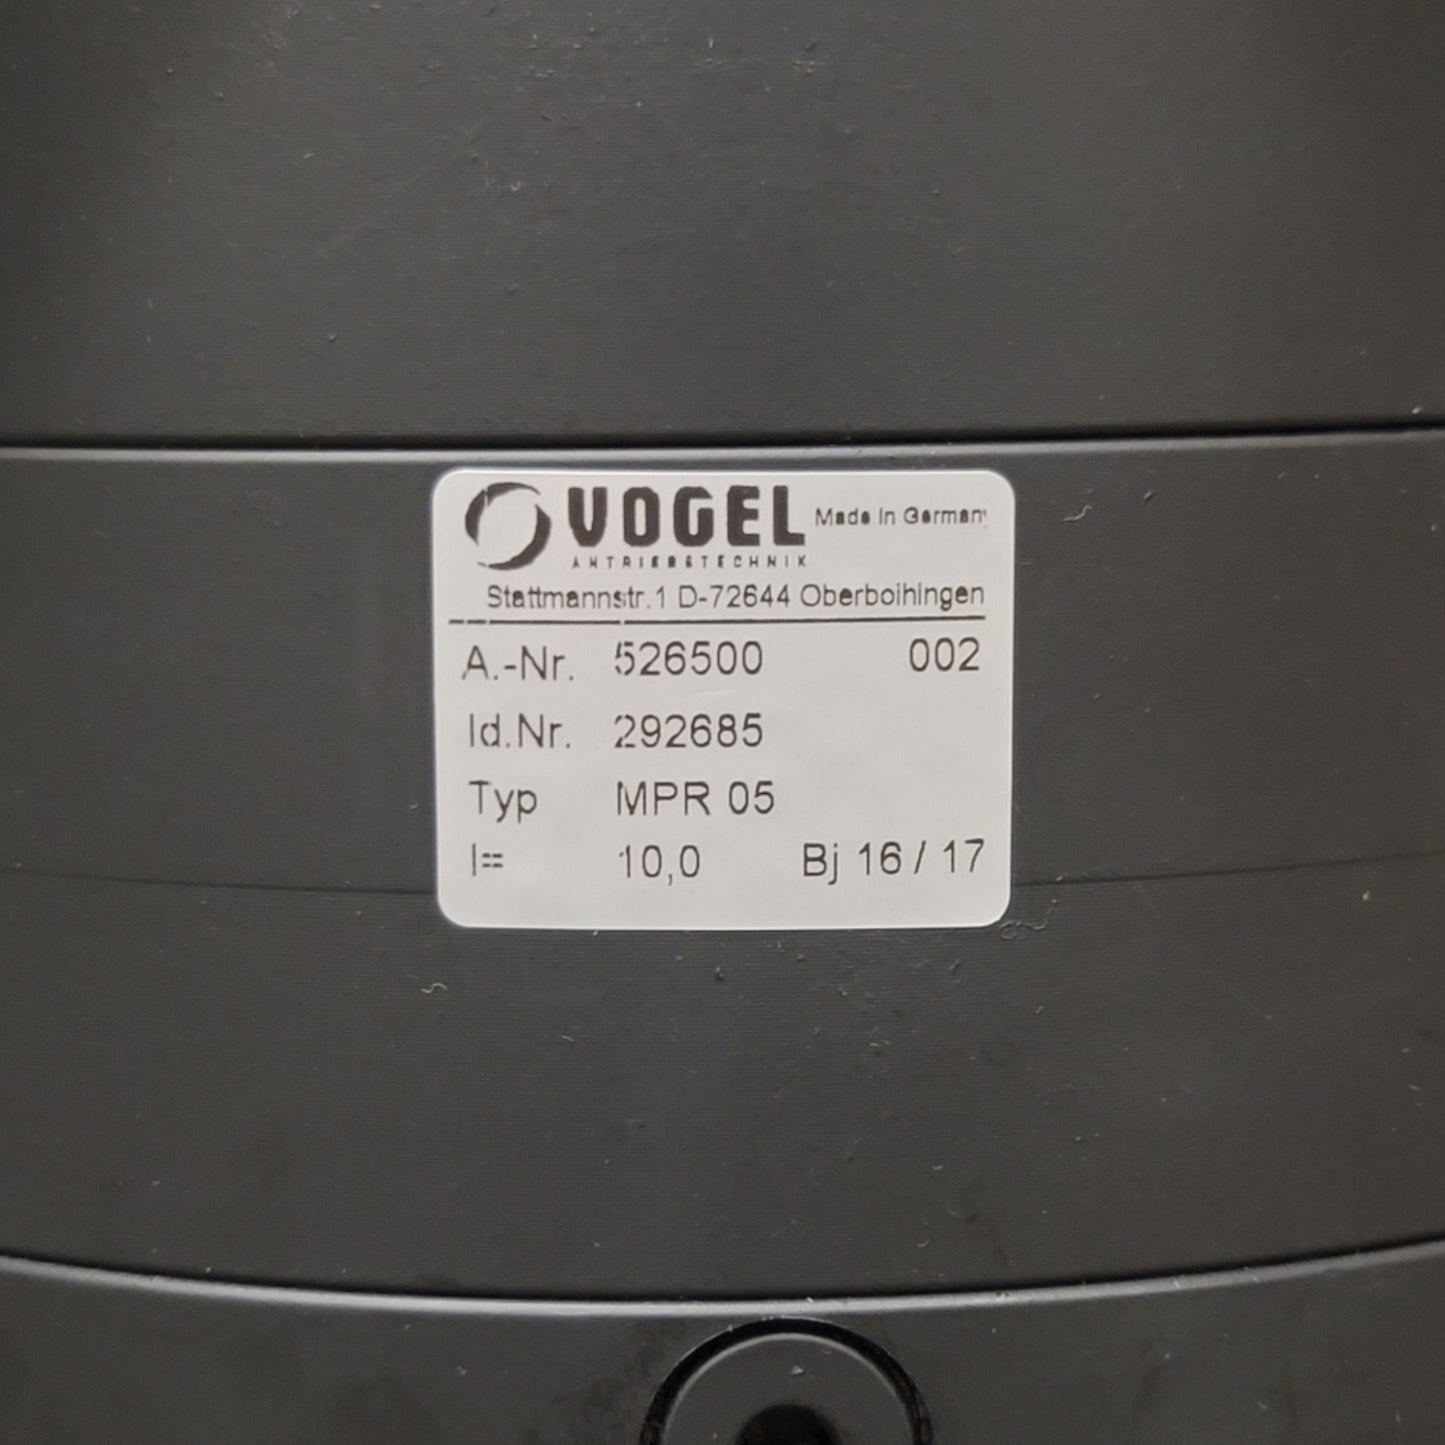 VOGEL Made In Germany
ANTRIEBSTECHNIK
Stattmannstr.1 D-72644 Oberboihingen
A.-Nr. 526500 002
Id.Nr. 292685
Typ MPR 05
I= 10,0 Bj 16 / 17